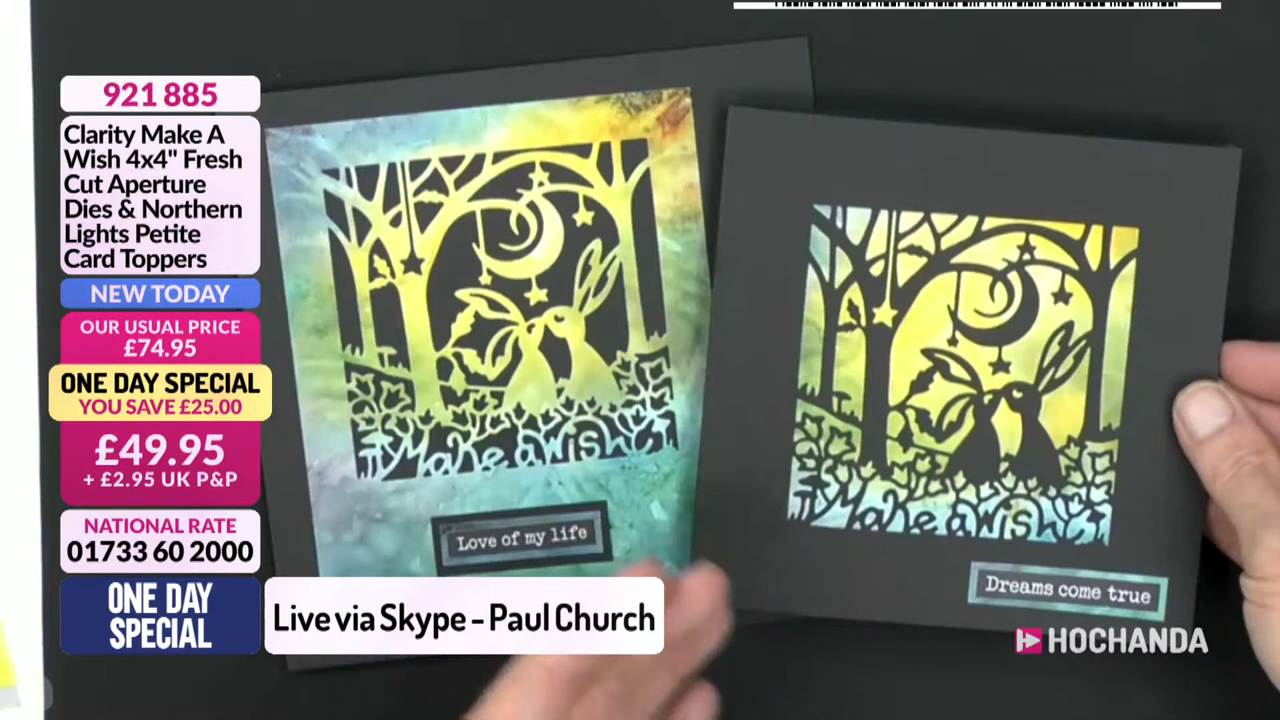 921 885
Clarity Make A
Wish 4x4" Fresh
Cut Aperture
Dies & Northern
Lights Petite
Card Toppers
NEW TODAY
OUR USUAL PRICE
£74.95
ONE DAY SPECIAL
YOU SAVE £25.00
£49.95
+ £2.95 UK P&P
NATIONAL RATE
01733 60 2000
ONE DAY
SPECIAL
Live via Skype - Paul Church
Make a wish
Love of my life
Make a wish
Dreams come true
HOCHANDA